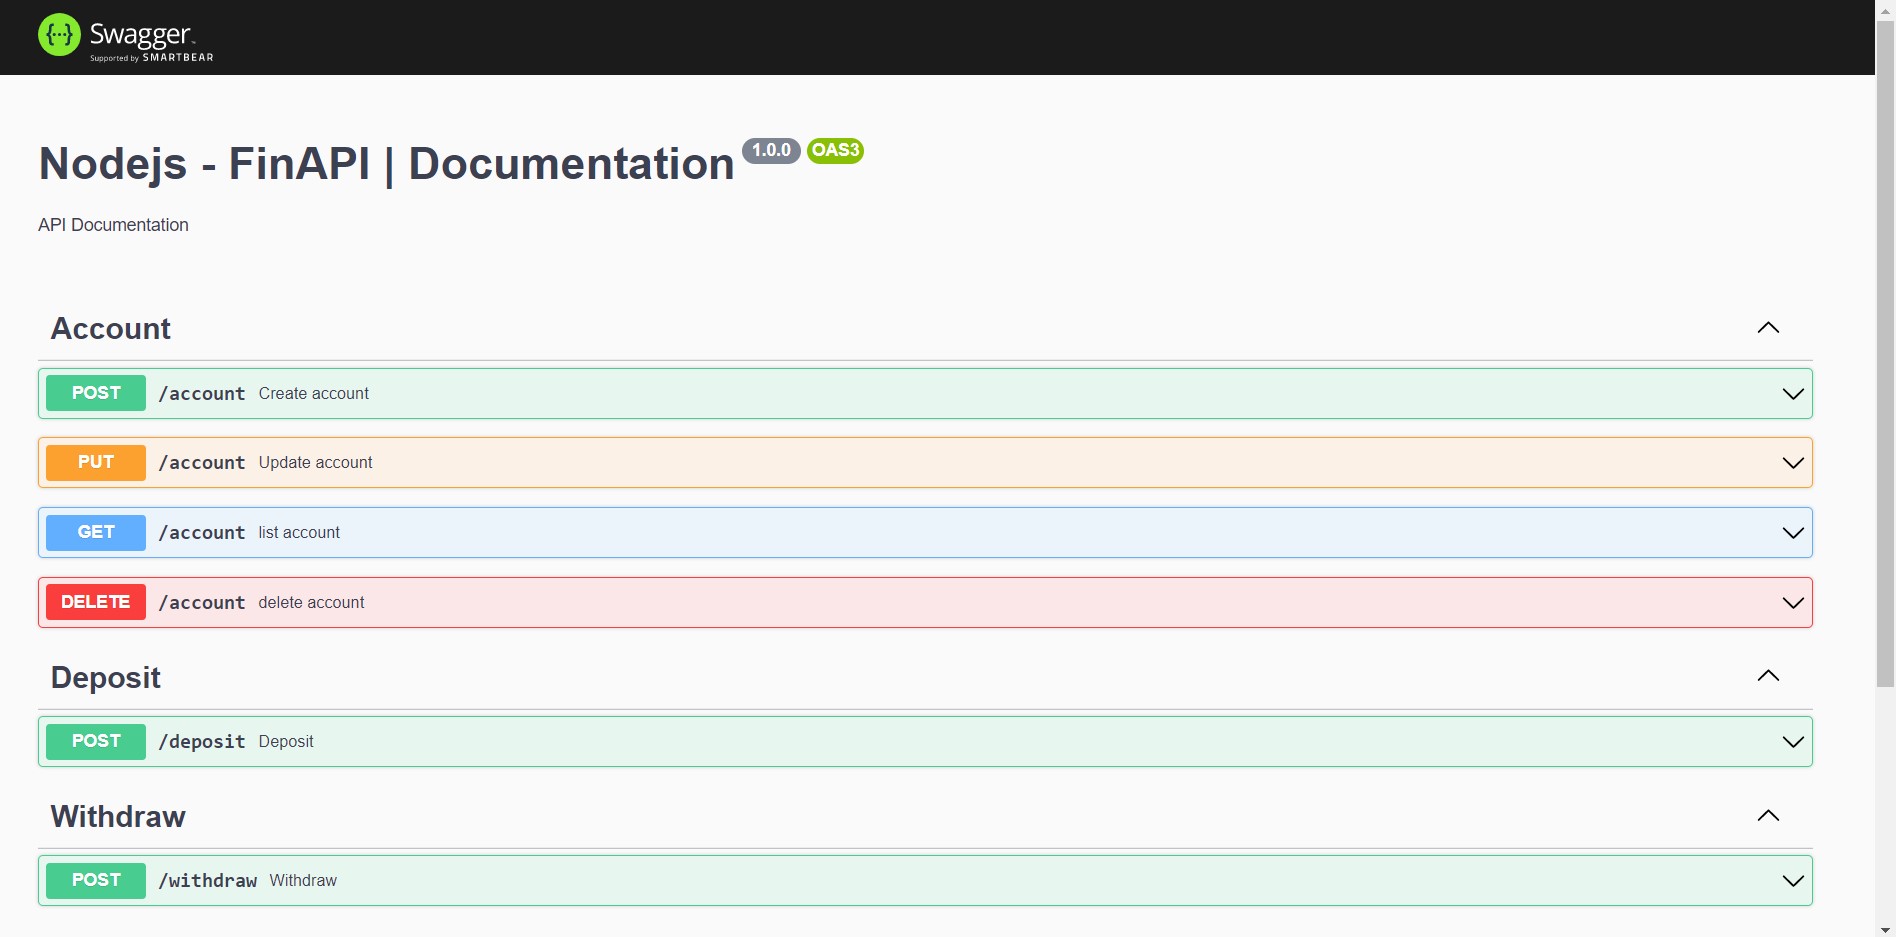 {···} Swagger
Supported by SMARTBEAR
Nodejs - FinAPI | Documentation 1.0.0 OAS3
API Documentation
Account
POST /account Create account
PUT /account Update account
GET /account list account
DELETE /account delete account
Deposit
POST /deposit Deposit
Withdraw
POST /withdraw Withdraw